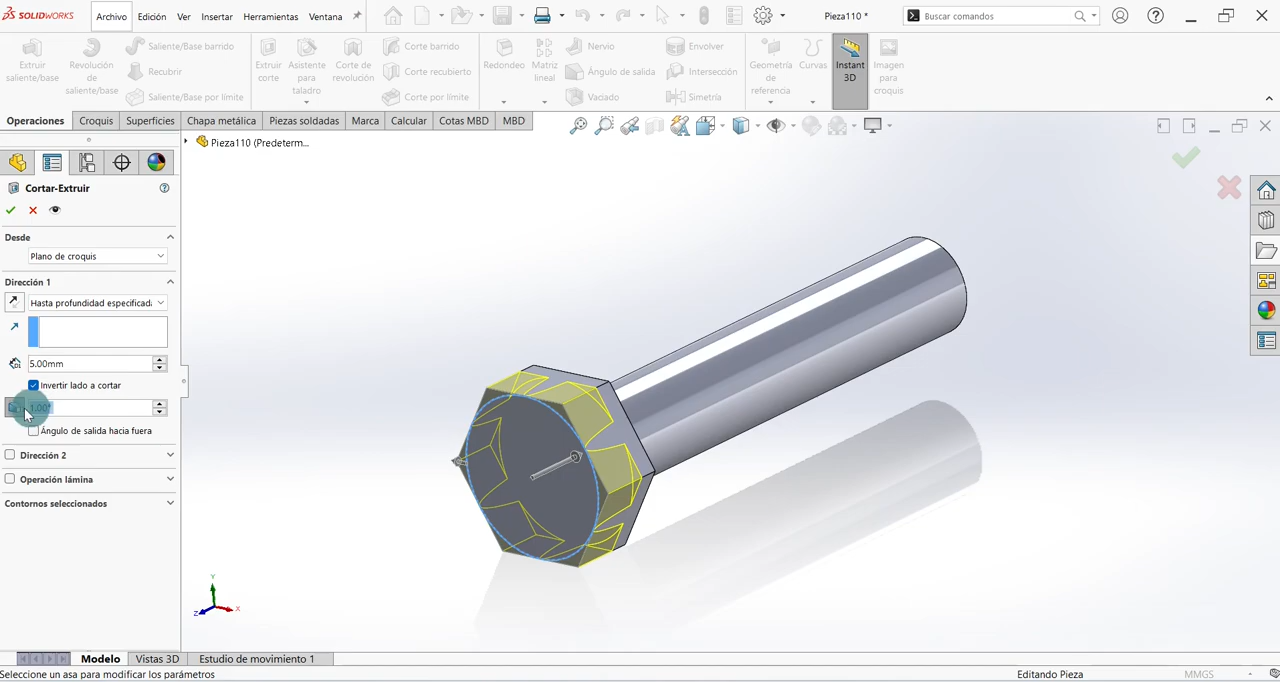 SOLIDWORKS Archivo Edición Ver Insertar Herramientas Ventana Pieza110 * Buscar comandos
Extruir saliente/base
Revolución de saliente/base
Saliente/Base barrido
Recubrir
Saliente/Base por límite
Extruir corte
Asistente para taladro
Corte de revolución
Corte barrido
Corte recubierto
Corte por límite
Redondeo
Matriz lineal
Nervio
Ángulo de salida
Vaciado
Envolver
Intersección
Simetría
Geometría de referencia
Curvas
Instant 3D
Imagen para croquis
Operaciones Croquis Superficies Chapa metálica Piezas soldadas Marca Calcular Cotas MBD MBD
Pieza110 (Predeterm...
Cortar-Extruir
Desde
Plano de croquis
Dirección 1
Hasta profundidad especificada
5.00mm
Invertir lado a cortar
1.00°
Ángulo de salida hacia fuera
Dirección 2
Operación lámina
Contornos seleccionados
Y
Z
X
Modelo Vistas 3D Estudio de movimiento 1
Seleccione un asa para modificar los parámetros Editando Pieza MMGS